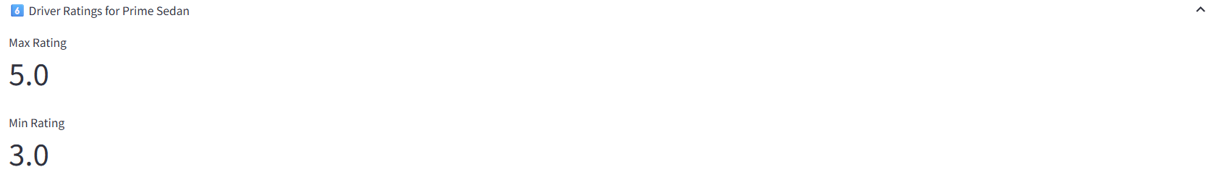 6 Driver Ratings for Prime Sedan
Max Rating
5.0
Min Rating
3.0